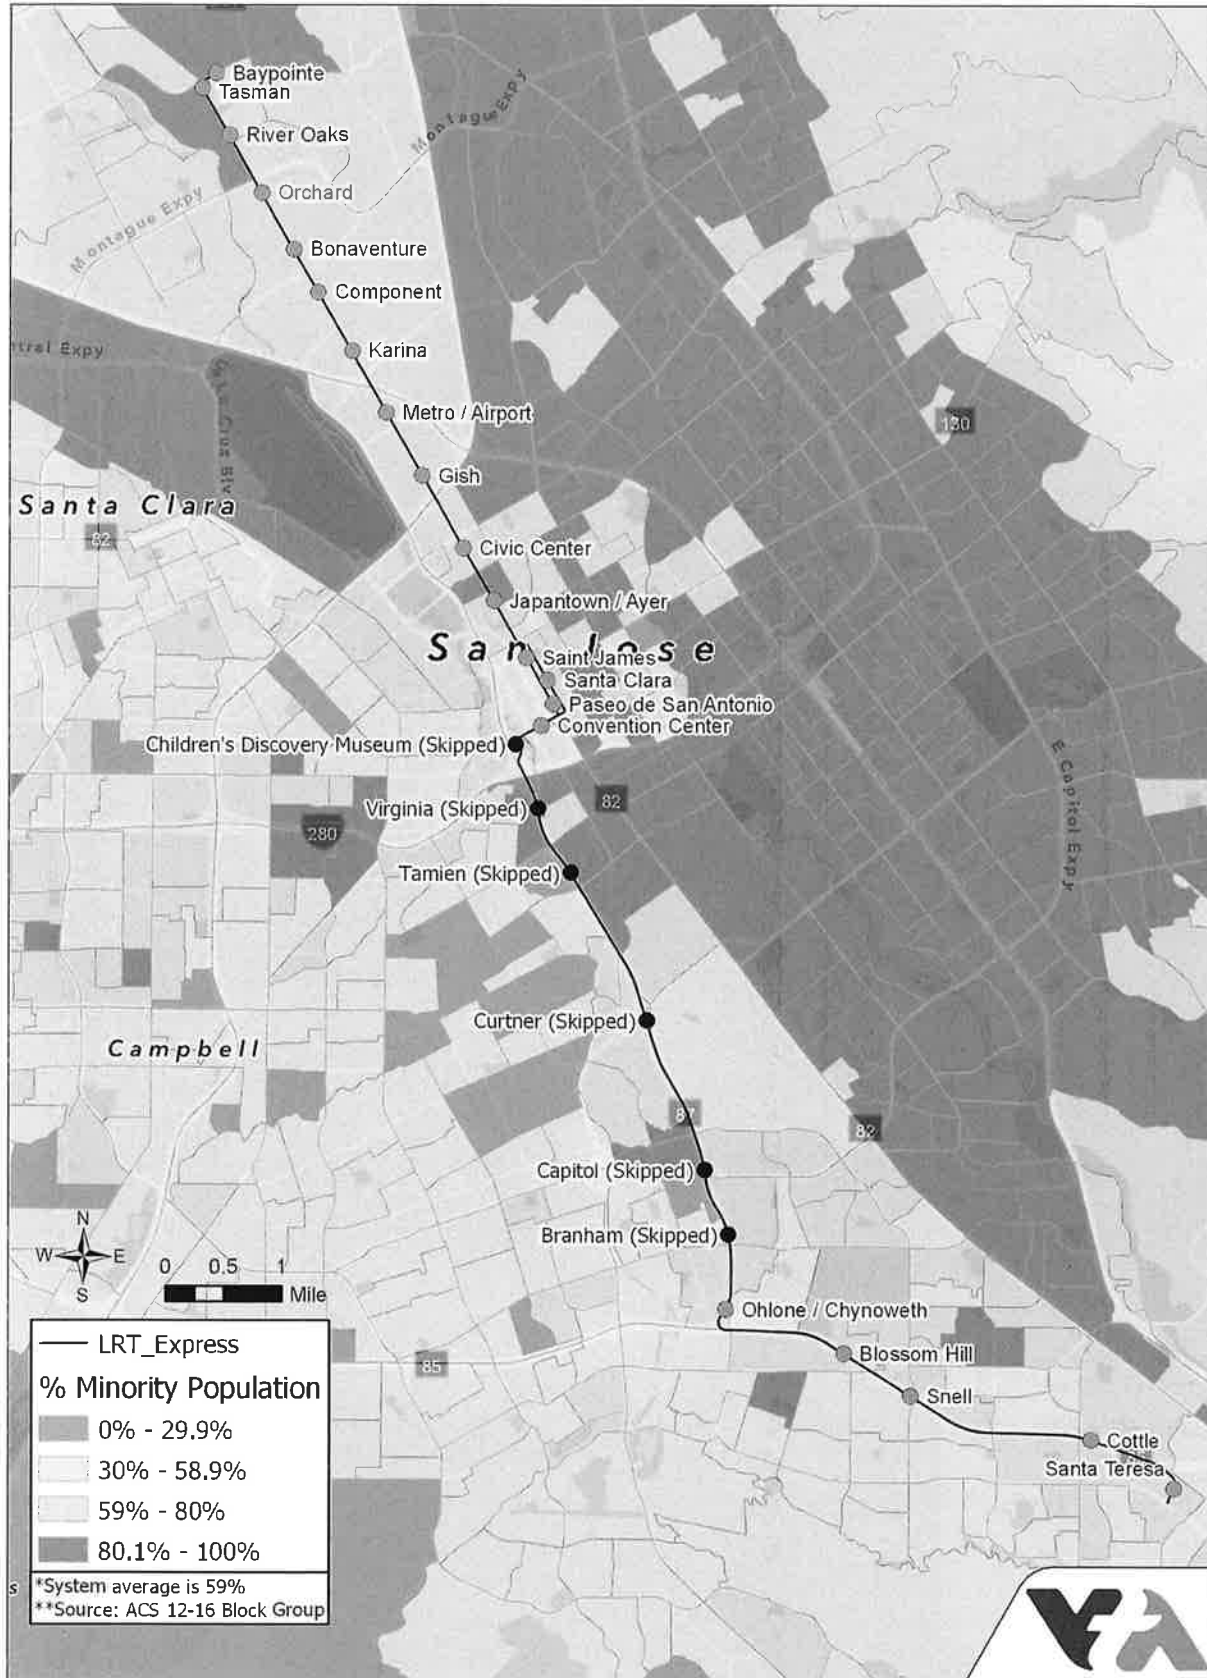 Baypointe
Tasman
River Oaks
Montague Expy
Orchard
Montague Expy
Bonaventure
Component
Karina
Metro / Airport
130
Gish
Santa Clara
82
Civic Center
Japantown / Ayer
San Jose
Saint James
Santa Clara
Paseo de San Antonio
Convention Center
Children's Discovery Museum (Skipped)
E Capitol Expy
Virginia (Skipped)
82
280
Tamien (Skipped)
Curtner (Skipped)
Campbell
87
82
Capitol (Skipped)
Branham (Skipped)
N
W E
S
0 0.5 1
Mile
Ohlone / Chynoweth
Blossom Hill
85
Snell
Cottle
Santa Teresa
LRT_Express
% Minority Population
0% - 29.9%
30% - 58.9%
59% - 80%
80.1% - 100%
*System average is 59%
**Source: ACS 12-16 Block Group